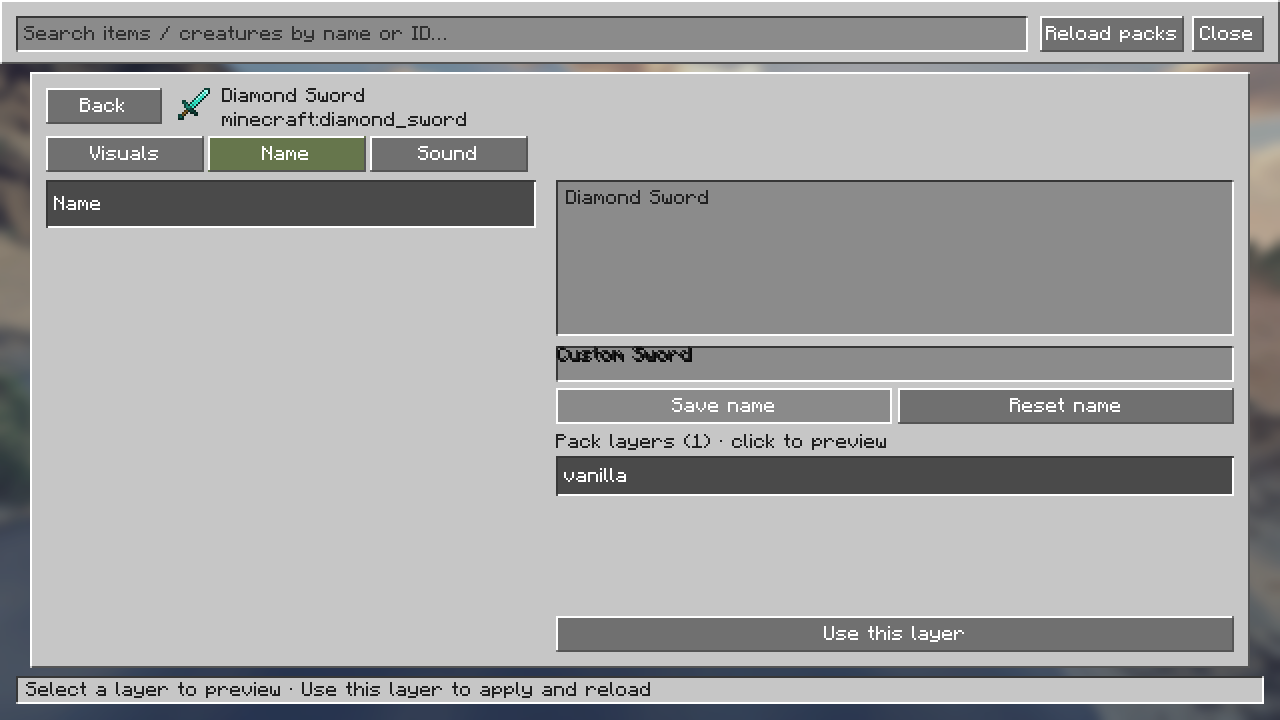 Search items / creatures by name or ID...
Reload packs
Close
Back
Diamond Sword
minecraft:diamond_sword
Visuals
Name
Sound
Name
Diamond Sword
Custom Sword
Save name
Reset name
Pack layers (1) · click to preview
vanilla
Use this layer
Select a layer to preview · Use this layer to apply and reload